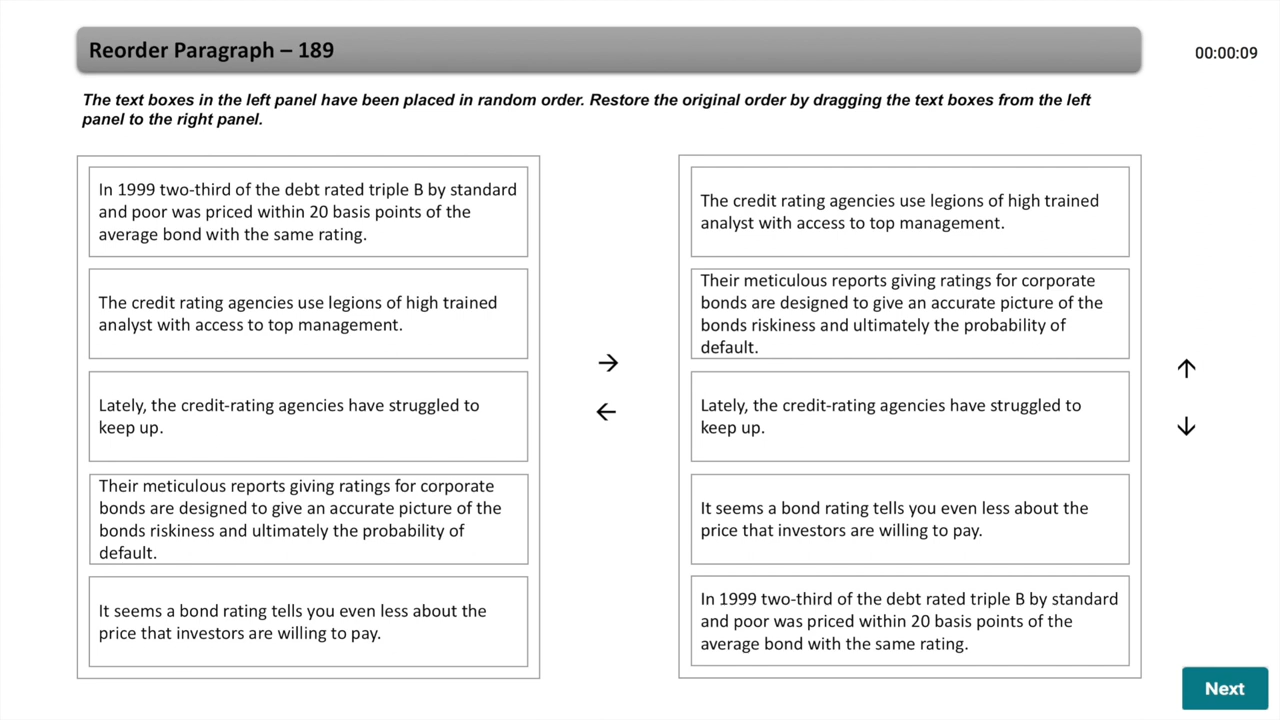 Reorder Paragraph – 189
00:00:09
The text boxes in the left panel have been placed in random order. Restore the original order by dragging the text boxes from the left
panel to the right panel.
In 1999 two-third of the debt rated triple B by standard
and poor was priced within 20 basis points of the
average bond with the same rating.
The credit rating agencies use legions of high trained
analyst with access to top management.
Lately, the credit-rating agencies have struggled to
keep up.
Their meticulous reports giving ratings for corporate
bonds are designed to give an accurate picture of the
bonds riskiness and ultimately the probability of
default.
It seems a bond rating tells you even less about the
price that investors are willing to pay.
The credit rating agencies use legions of high trained
analyst with access to top management.
Their meticulous reports giving ratings for corporate
bonds are designed to give an accurate picture of the
bonds riskiness and ultimately the probability of
default.
Lately, the credit-rating agencies have struggled to
keep up.
It seems a bond rating tells you even less about the
price that investors are willing to pay.
In 1999 two-third of the debt rated triple B by standard
and poor was priced within 20 basis points of the
average bond with the same rating.
Next